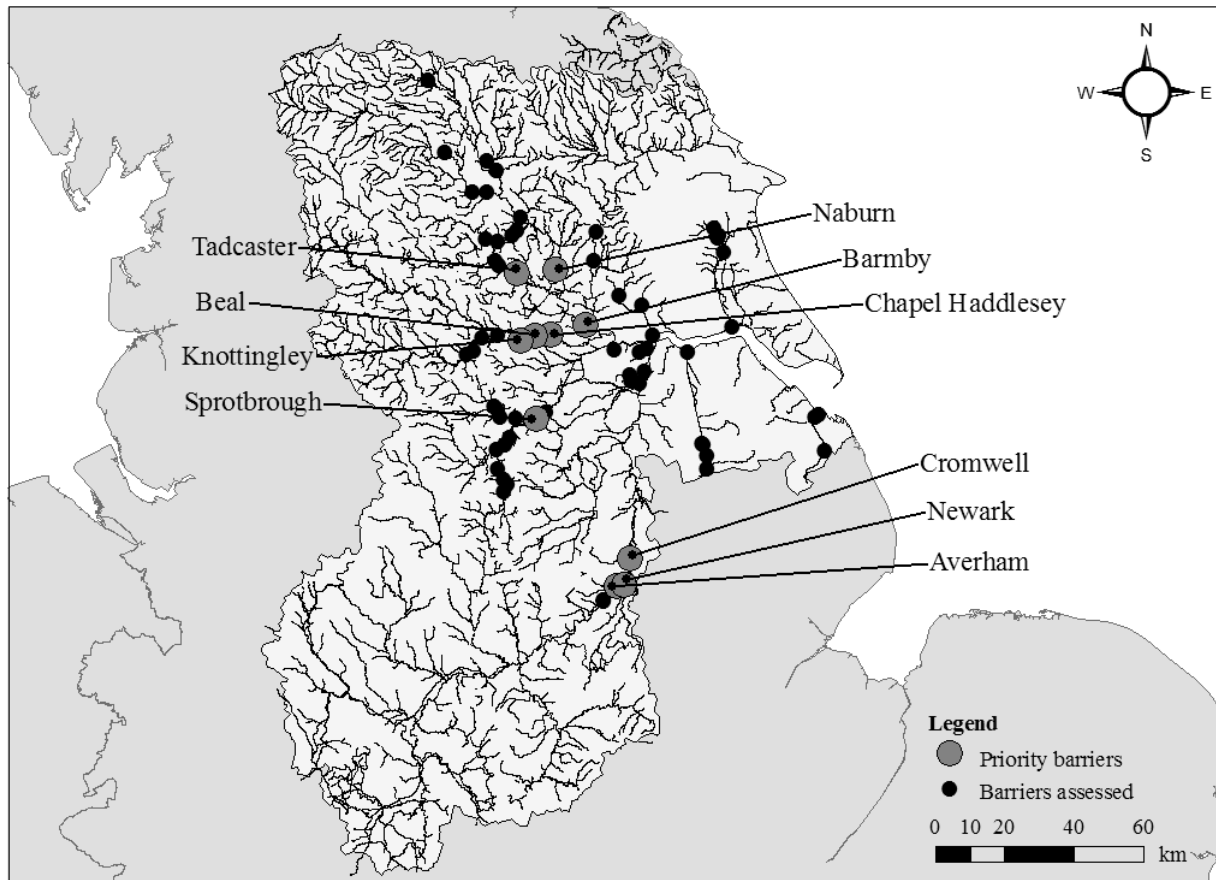 N
W E
S
Naburn
Tadcaster
Barmby
Beal
Chapel Haddlesey
Knottingley
Sprotbrough
Cromwell
Newark
Averham
Legend
Priority barriers
Barriers assessed
0 10 20 40 60
km